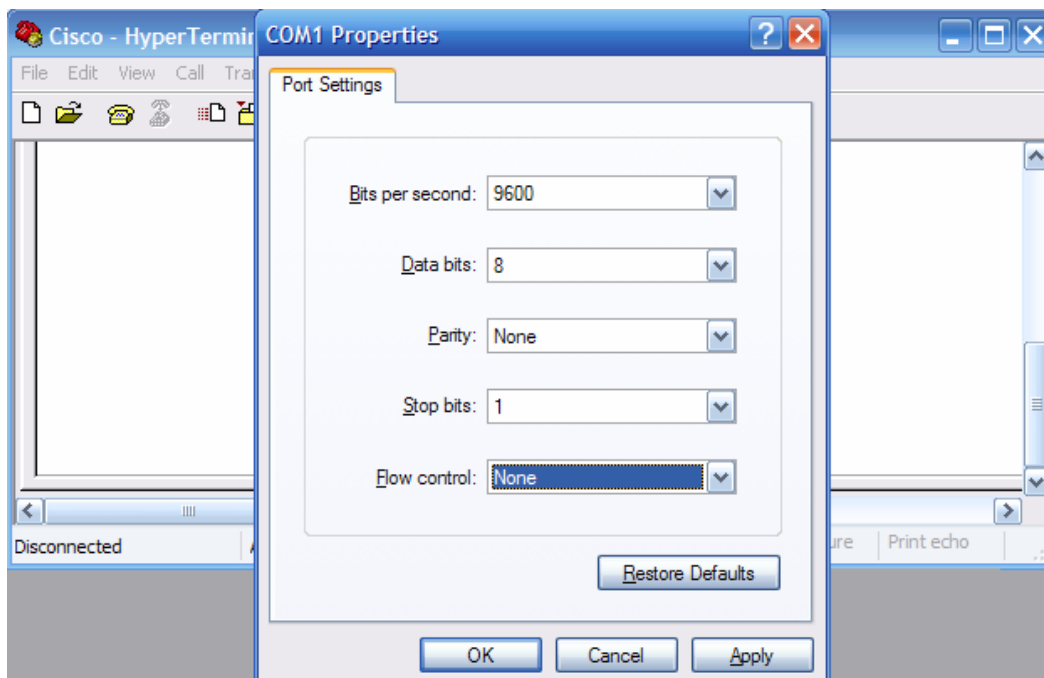 Cisco - HyperTermin
COM1 Properties
File Edit View Call Tra
Port Settings
Bits per second: 9600
Data bits: 8
Parity: None
Stop bits: 1
Flow control: None
Disconnected
ure Print echo
Restore Defaults
OK Cancel Apply